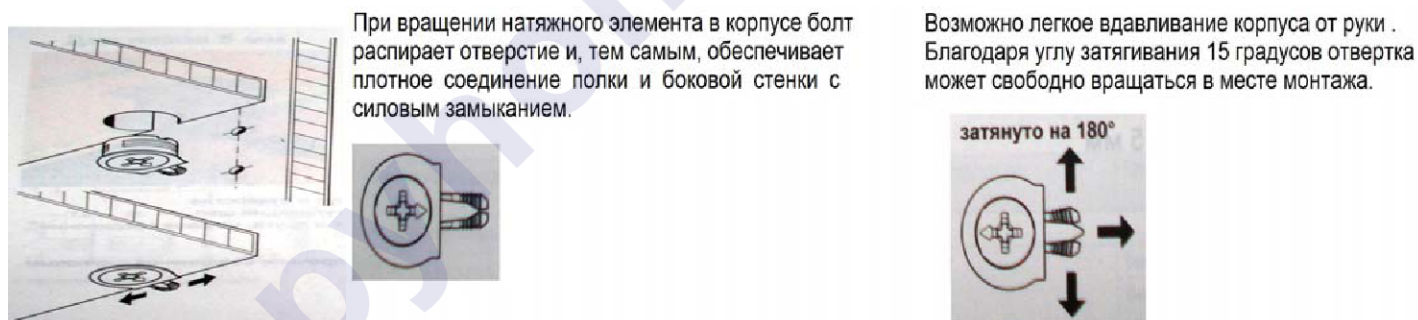 При вращении натяжного элемента в корпусе болт
распирает отверстие и, тем самым, обеспечивает
плотное соединение полки и боковой стенки с
силовым замыканием.
Возможно легкое вдавливание корпуса от руки .
Благодаря углу затягивания 15 градусов отвертка
может свободно вращаться в месте монтажа.
затянуто на 180°